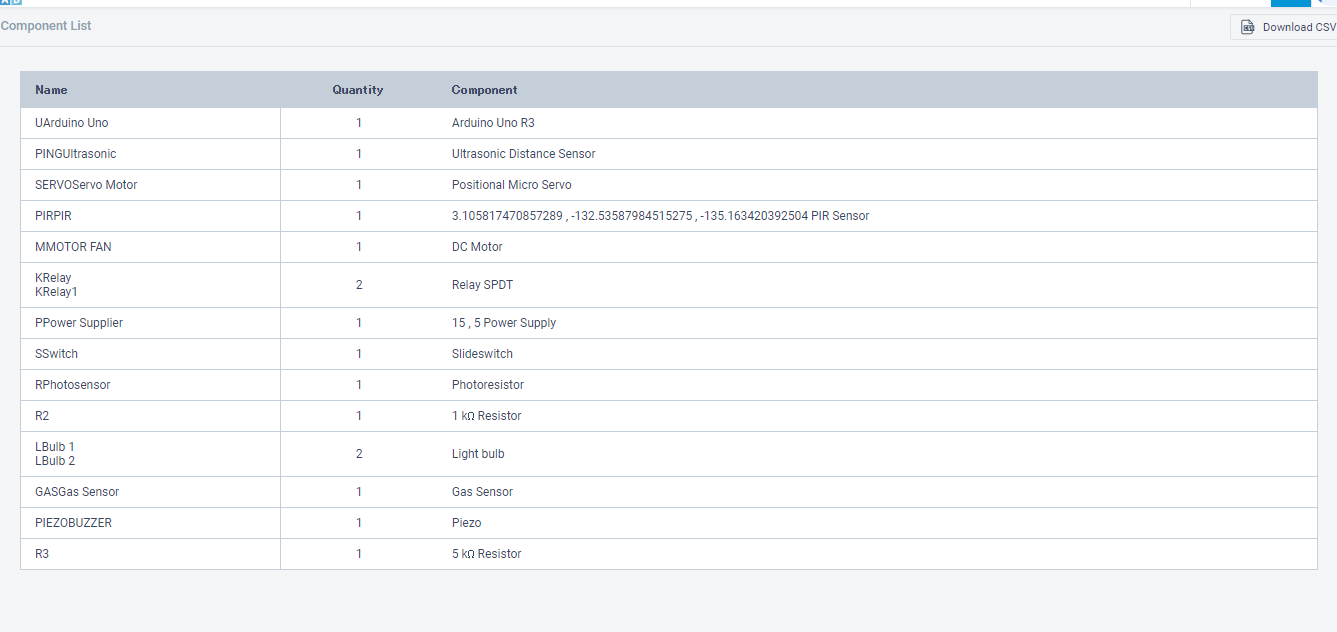 Component List
Download CSV
Name Quantity Component
UArduino Uno 1 Arduino Uno R3
PINGUltrasonic 1 Ultrasonic Distance Sensor
SERVOServo Motor 1 Positional Micro Servo
PIRPIR 1 3.105817470857289 , -132.53587984515275 , -135.163420392504 PIR Sensor
MMOTOR FAN 1 DC Motor
KRelay
KRelay1 2 Relay SPDT
PPower Supplier 1 15 , 5 Power Supply
SSwitch 1 Slideswitch
RPhotosensor 1 Photoresistor
R2 1 1 kΩ Resistor
LBulb 1
LBulb 2 2 Light bulb
GASGas Sensor 1 Gas Sensor
PIEZOBUZZER 1 Piezo
R3 1 5 kΩ Resistor